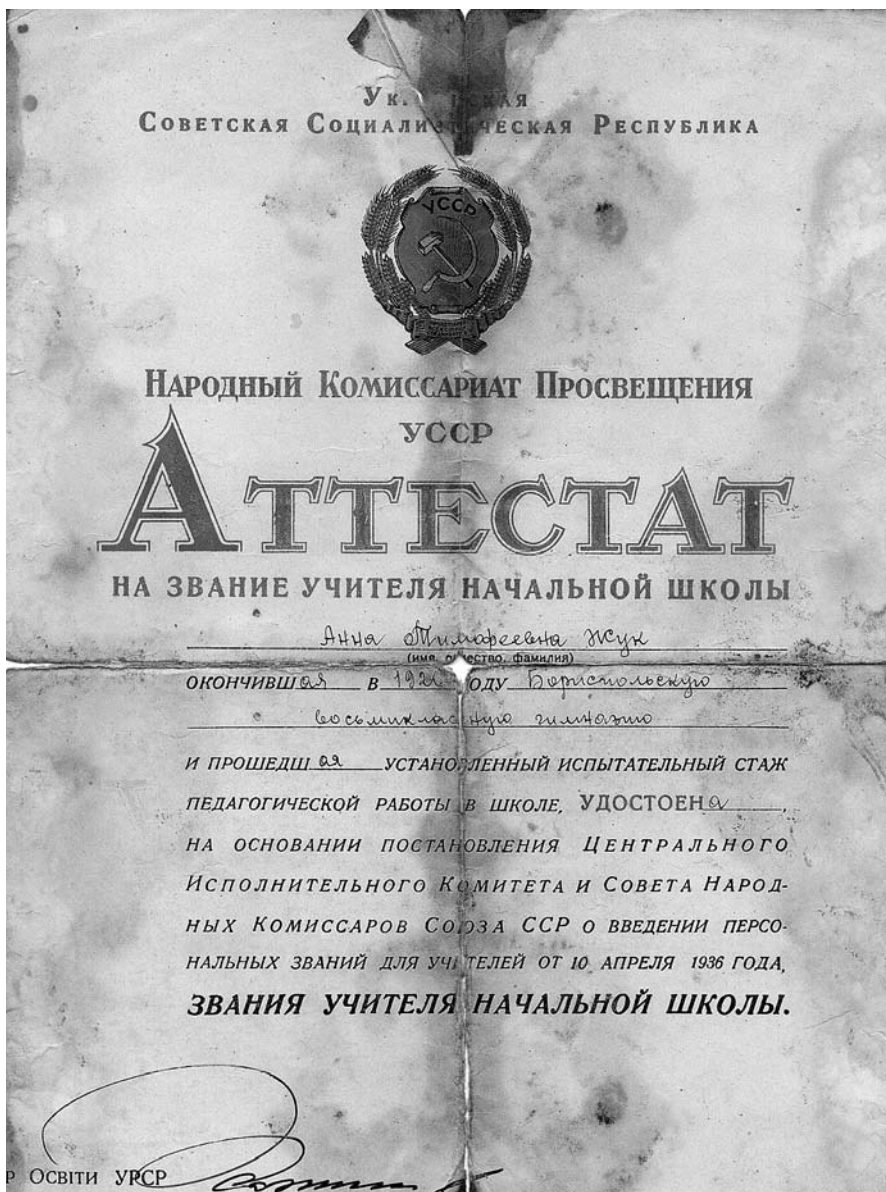 Советская Социалистическая Республика
УССР
Народный Комиссариат Просвещения
УССР
Аттестат
на звание учителя начальной школы
Анна Тимофеевна Жук
(имя, отчество, фамилия)
окончившая в году Бориспольскую
восьмиклассную гимназию
и прошедшая установленный испытательный стаж
педагогической работы в школе, удостоена,
на основании постановления Центрального
Исполнительного Комитета и Совета Народ-
ных Комиссаров Союза ССР о введении персо-
нальных званий для учителей от 10 апреля 1936 года,
звания учителя начальной школы.
Освіти УРСР